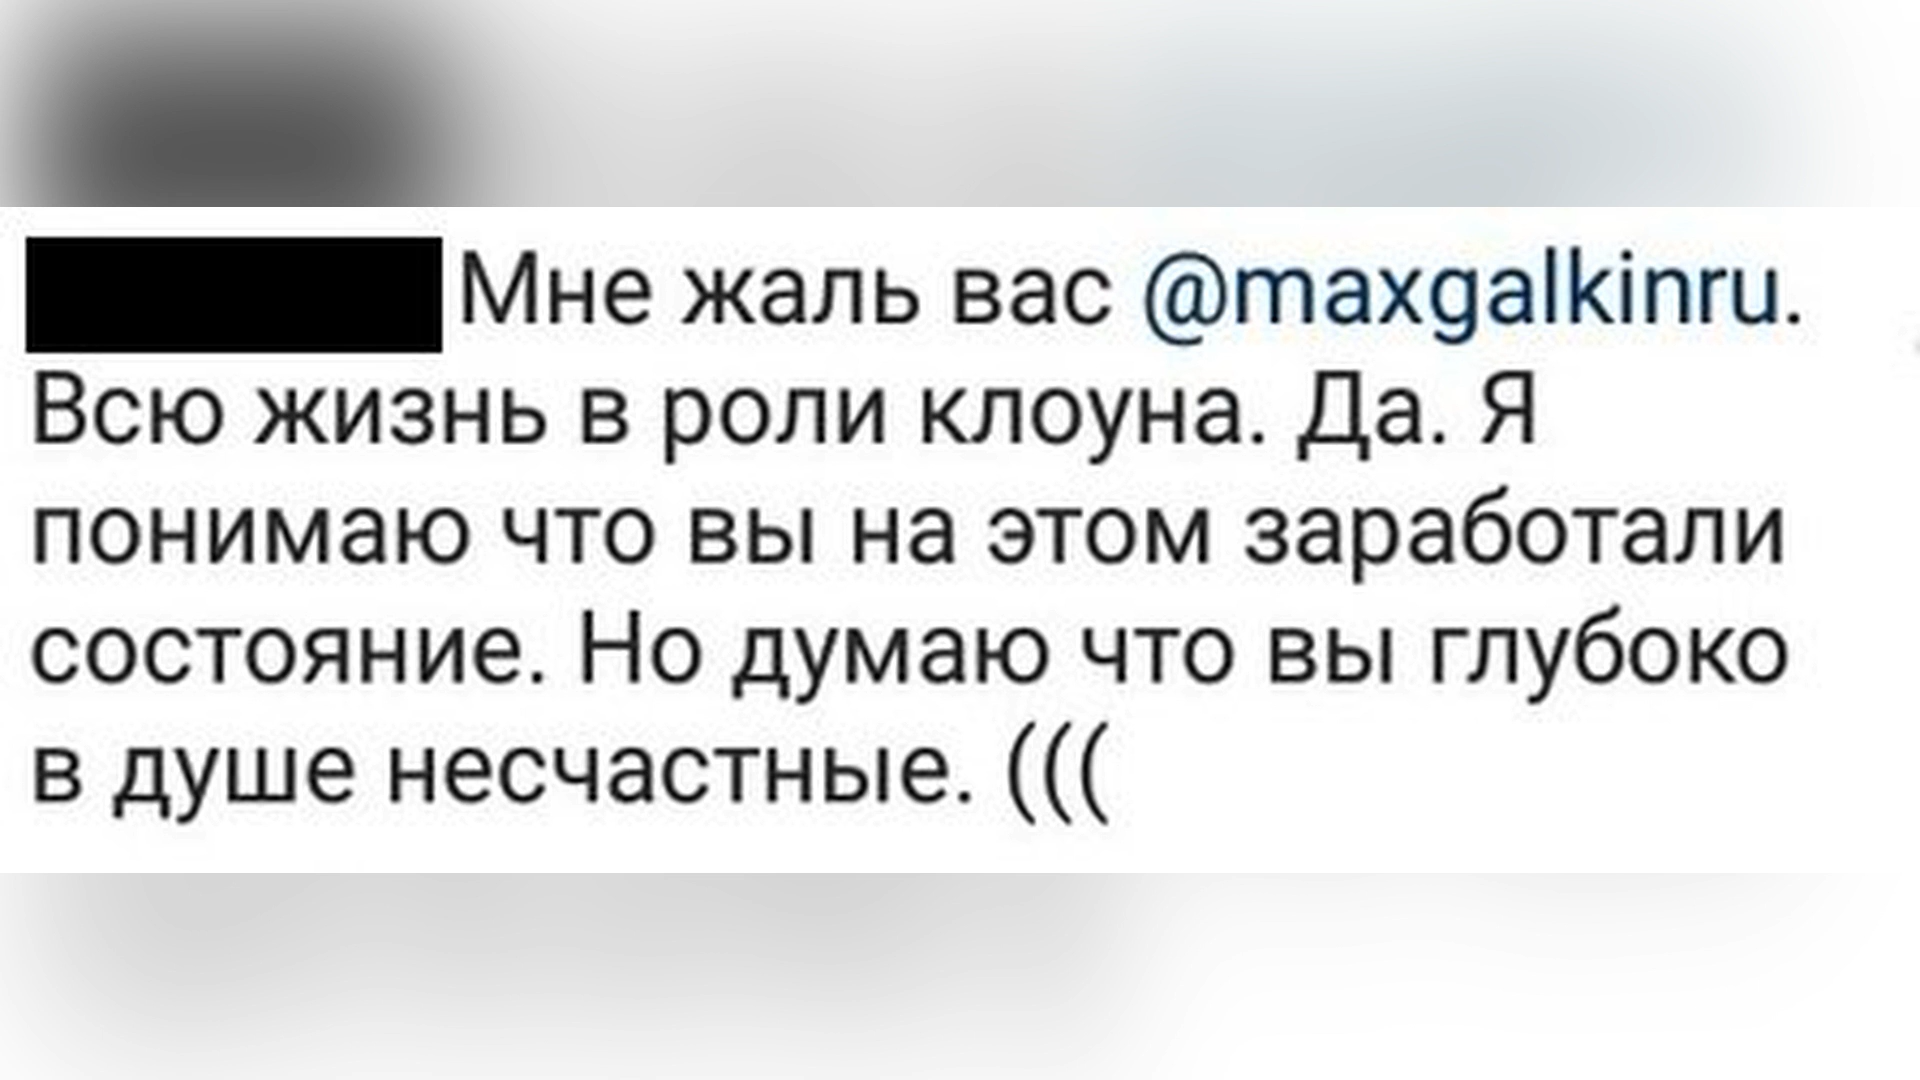 Мне жаль вас @maxgalkinru.
Всю жизнь в роли клоуна. Да. Я
понимаю что вы на этом заработали
состояние. Но думаю что вы глубоко
в душе несчастные. (((